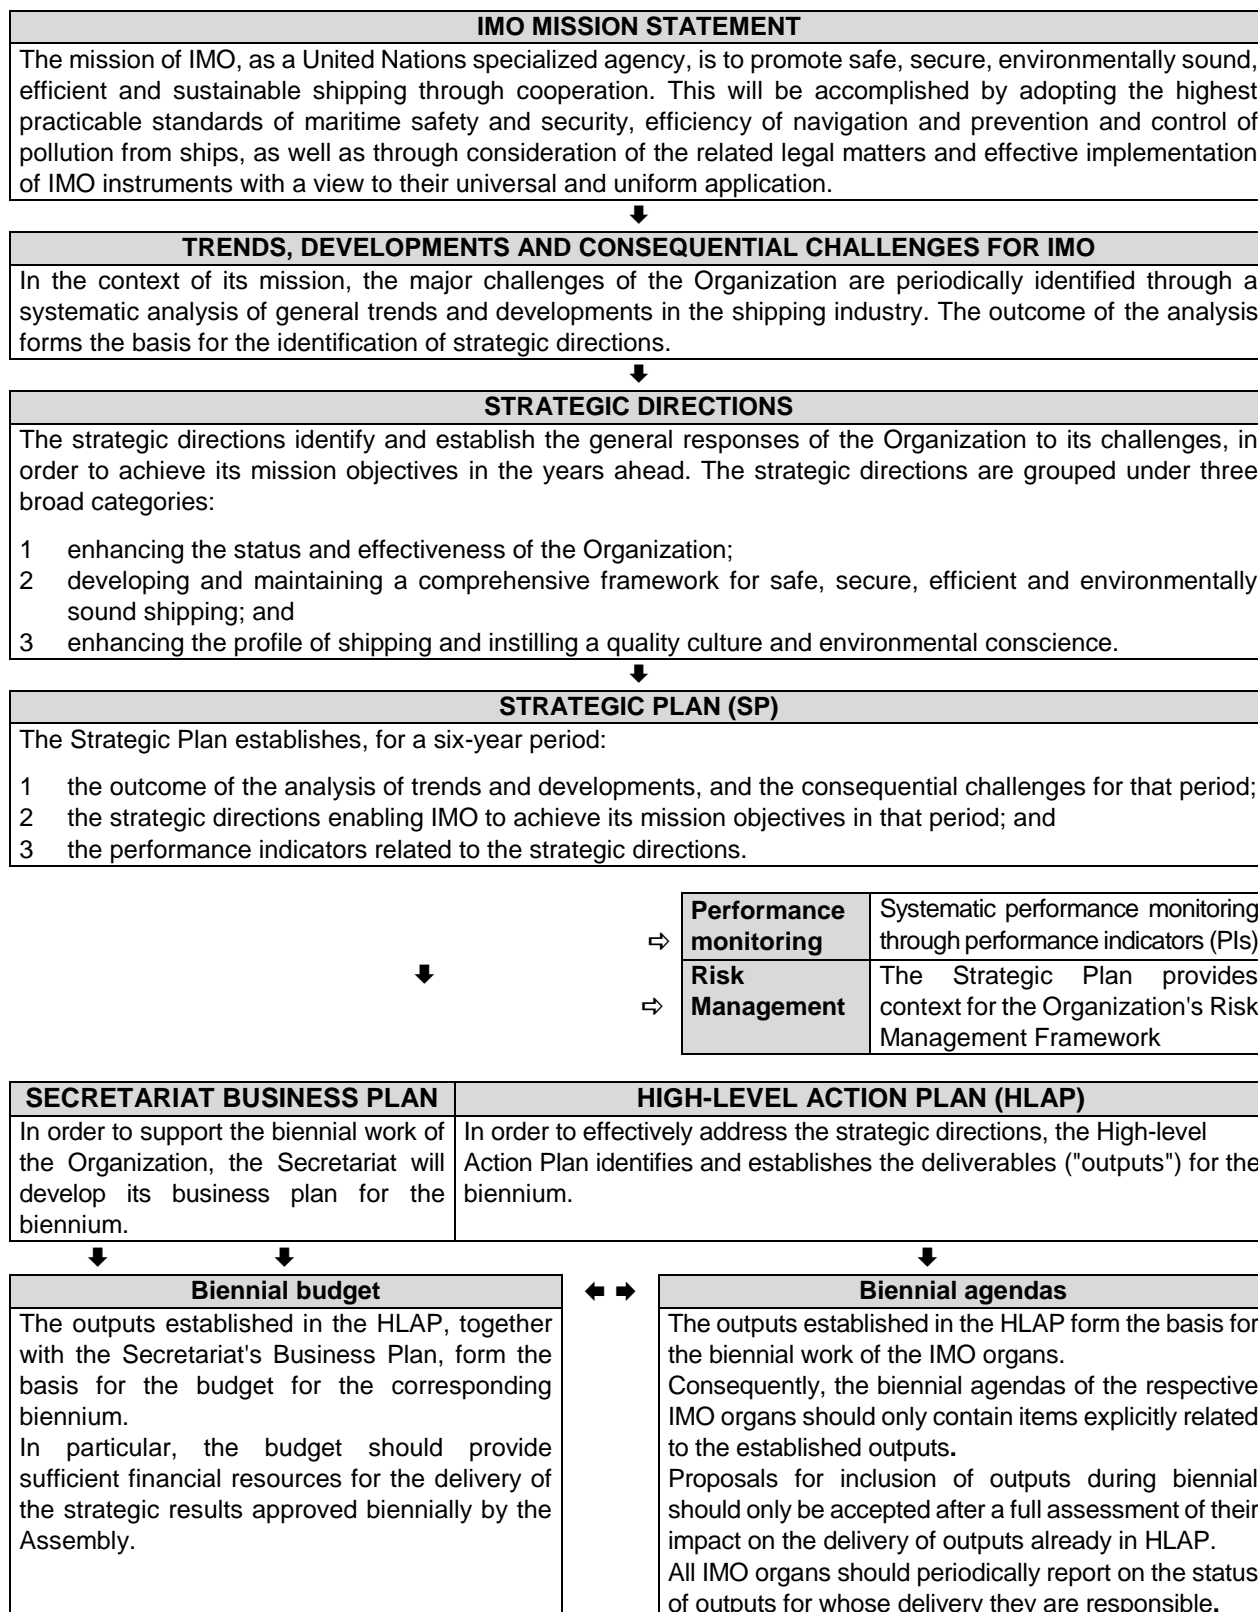 IMO MISSION STATEMENT
The mission of IMO, as a United Nations specialized agency, is to promote safe, secure, environmentally sound,
efficient and sustainable shipping through cooperation. This will be accomplished by adopting the highest
practicable standards of maritime safety and security, efficiency of navigation and prevention and control of
pollution from ships, as well as through consideration of the related legal matters and effective implementation
of IMO instruments with a view to their universal and uniform application.
TRENDS, DEVELOPMENTS AND CONSEQUENTIAL CHALLENGES FOR IMO
In the context of its mission, the major challenges of the Organization are periodically identified through a
systematic analysis of general trends and developments in the shipping industry. The outcome of the analysis
forms the basis for the identification of strategic directions.
STRATEGIC DIRECTIONS
The strategic directions identify and establish the general responses of the Organization to its challenges, in
order to achieve its mission objectives in the years ahead. The strategic directions are grouped under three
broad categories:
1 enhancing the status and effectiveness of the Organization;
2 developing and maintaining a comprehensive framework for safe, secure, efficient and environmentally
sound shipping; and
3 enhancing the profile of shipping and instilling a quality culture and environmental conscience.
STRATEGIC PLAN (SP)
The Strategic Plan establishes, for a six-year period:
1 the outcome of the analysis of trends and developments, and the consequential challenges for that period;
2 the strategic directions enabling IMO to achieve its mission objectives in that period; and
3 the performance indicators related to the strategic directions.
Performance
monitoring
Systematic performance monitoring
through performance indicators (PIs)
Risk
Management
The Strategic Plan provides
context for the Organization's Risk
Management Framework
SECRETARIAT BUSINESS PLAN
In order to support the biennial work of
the Organization, the Secretariat will
develop its business plan for the
biennium.
HIGH-LEVEL ACTION PLAN (HLAP)
In order to effectively address the strategic directions, the High-level
Action Plan identifies and establishes the deliverables ("outputs") for the
biennium.
Biennial budget
The outputs established in the HLAP, together
with the Secretariat's Business Plan, form the
basis for the budget for the corresponding
biennium.
In particular, the budget should provide
sufficient financial resources for the delivery of
the strategic results approved biennially by the
Assembly.
Biennial agendas
The outputs established in the HLAP form the basis for
the biennial work of the IMO organs.
Consequently, the biennial agendas of the respective
IMO organs should only contain items explicitly related
to the established outputs.
Proposals for inclusion of outputs during biennial
should only be accepted after a full assessment of their
impact on the delivery of outputs already in HLAP.
All IMO organs should periodically report on the status
of outputs for whose delivery they are responsible.